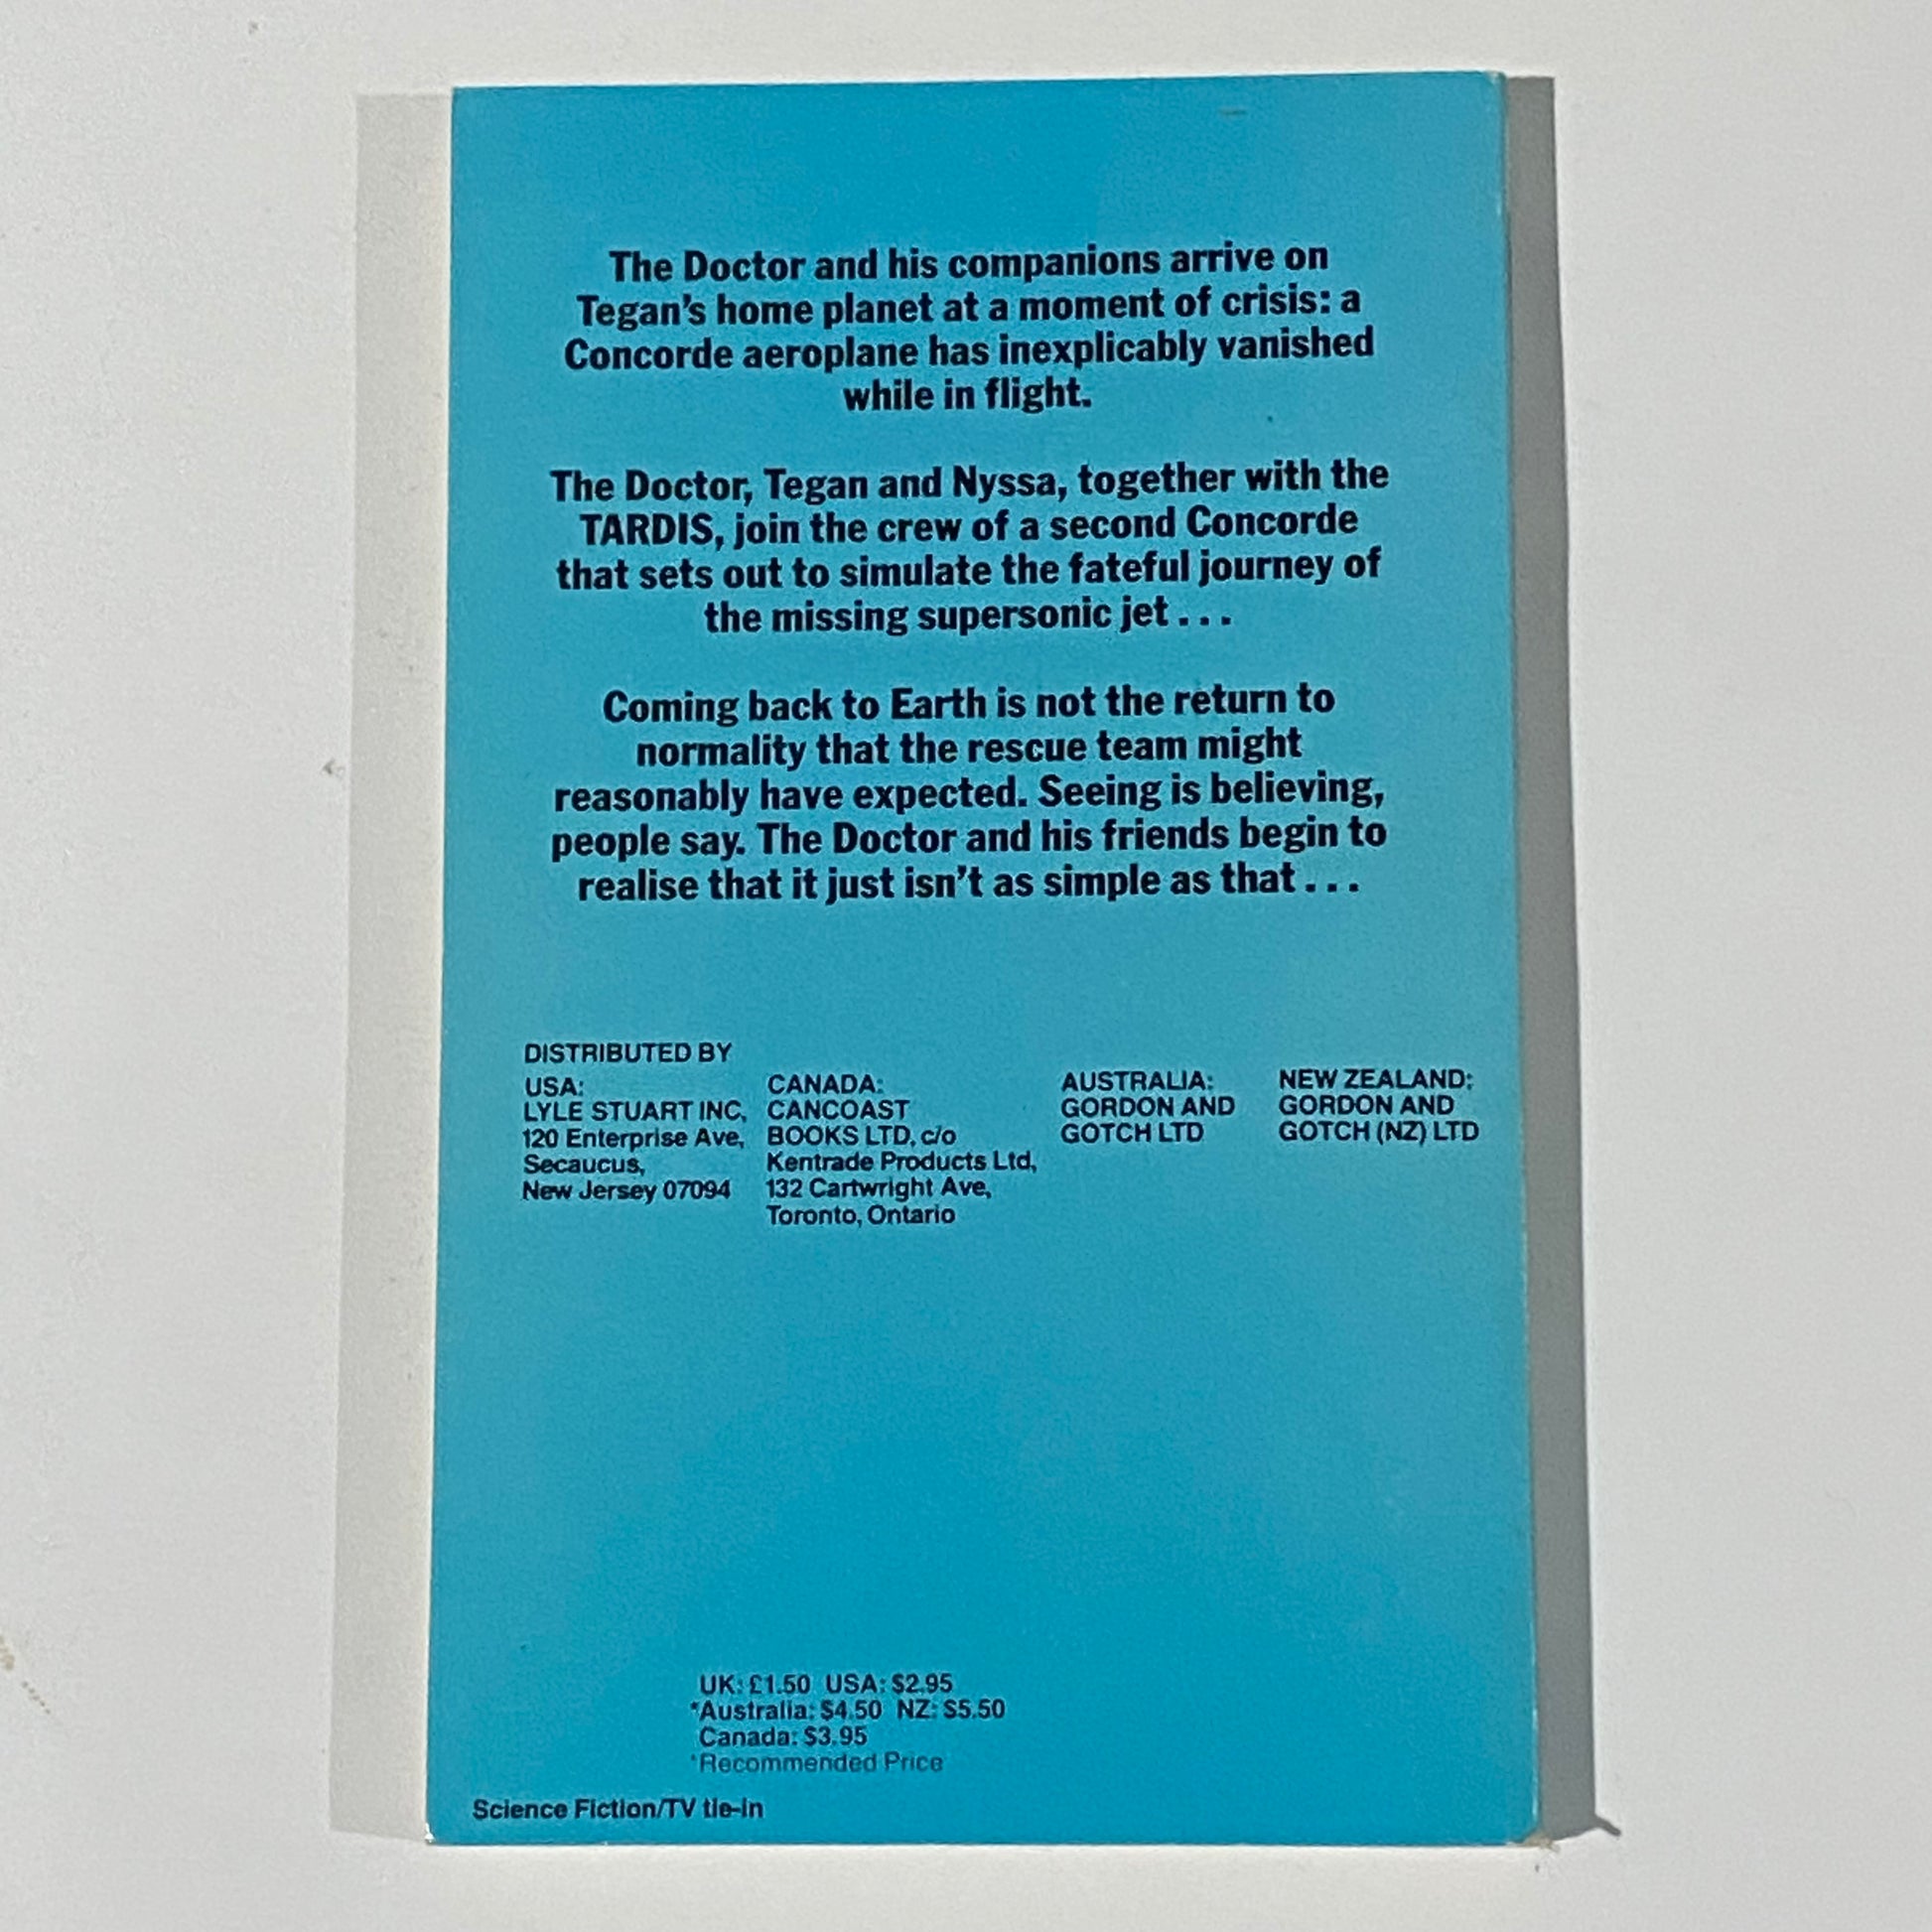 The Doctor and his companions arrive on
Tegan's home planet at a moment of crisis: a
Concorde aeroplane has inexplicably vanished
while in flight.
The Doctor, Tegan and Nyssa, together with the
TARDIS, join the crew of a second Concorde
that sets out to simulate the fateful journey of
the missing supersonic jet . . .
Coming back to Earth is not the return to
normality that the rescue team might
reasonably have expected. Seeing is believing,
people say. The Doctor and his friends begin to
realise that it just isn't as simple as that . . .
DISTRIBUTED BY
USA:
LYLE STUART INC,
120 Enterprise Ave,
Secaucus,
New Jersey 07094
CANADA:
CANCOAST
BOOKS LTD, c/o
Kentrade Products Ltd,
132 Cartwright Ave,
Toronto, Ontario
AUSTRALIA:
GORDON AND
GOTCH LTD
NEW ZEALAND:
GORDON AND
GOTCH (NZ) LTD
UK: £1.50 USA: $2.95
*Australia: $4.50 NZ: $5.50
Canada: $3.95
*Recommended Price
Science Fiction/TV tie-in